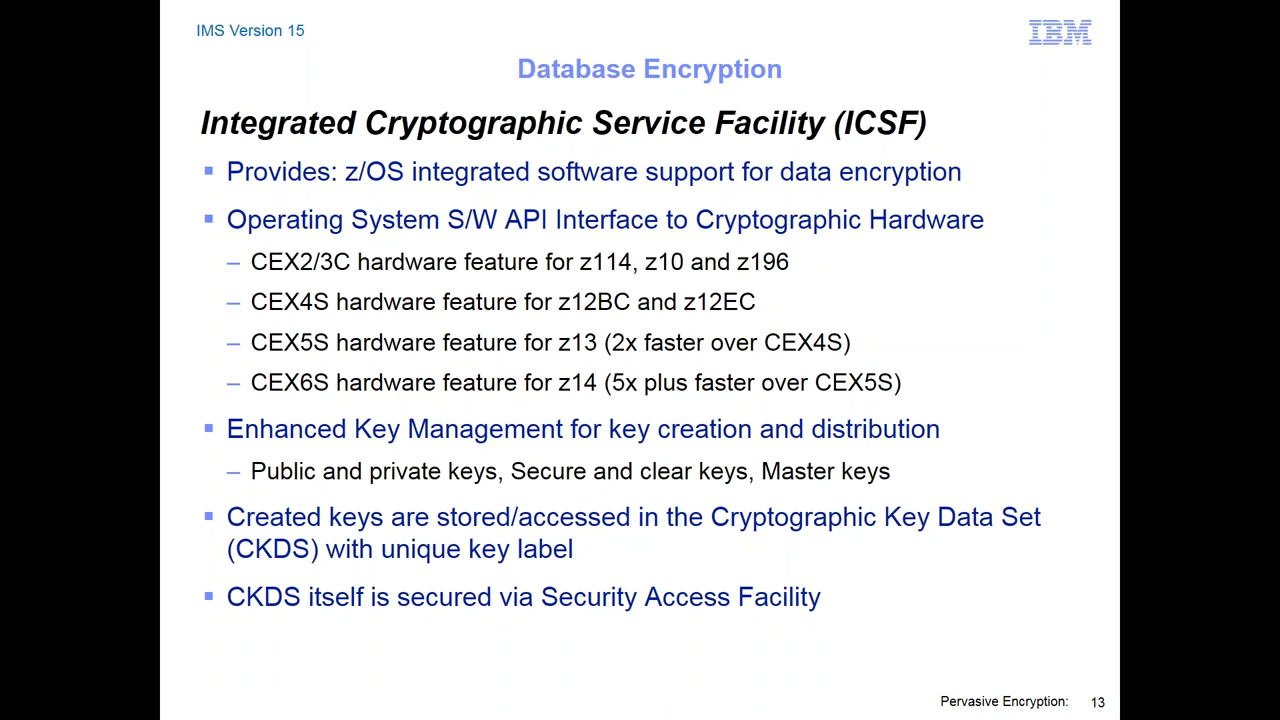 IMS Version 15
IBM
Database Encryption
Integrated Cryptographic Service Facility (ICSF)
▪ Provides: z/OS integrated software support for data encryption
▪ Operating System S/W API Interface to Cryptographic Hardware
– CEX2/3C hardware feature for z114, z10 and z196
– CEX4S hardware feature for z12BC and z12EC
– CEX5S hardware feature for z13 (2x faster over CEX4S)
– CEX6S hardware feature for z14 (5x plus faster over CEX5S)
▪ Enhanced Key Management for key creation and distribution
– Public and private keys, Secure and clear keys, Master keys
▪ Created keys are stored/accessed in the Cryptographic Key Data Set
(CKDS) with unique key label
▪ CKDS itself is secured via Security Access Facility
Pervasive Encryption: 13